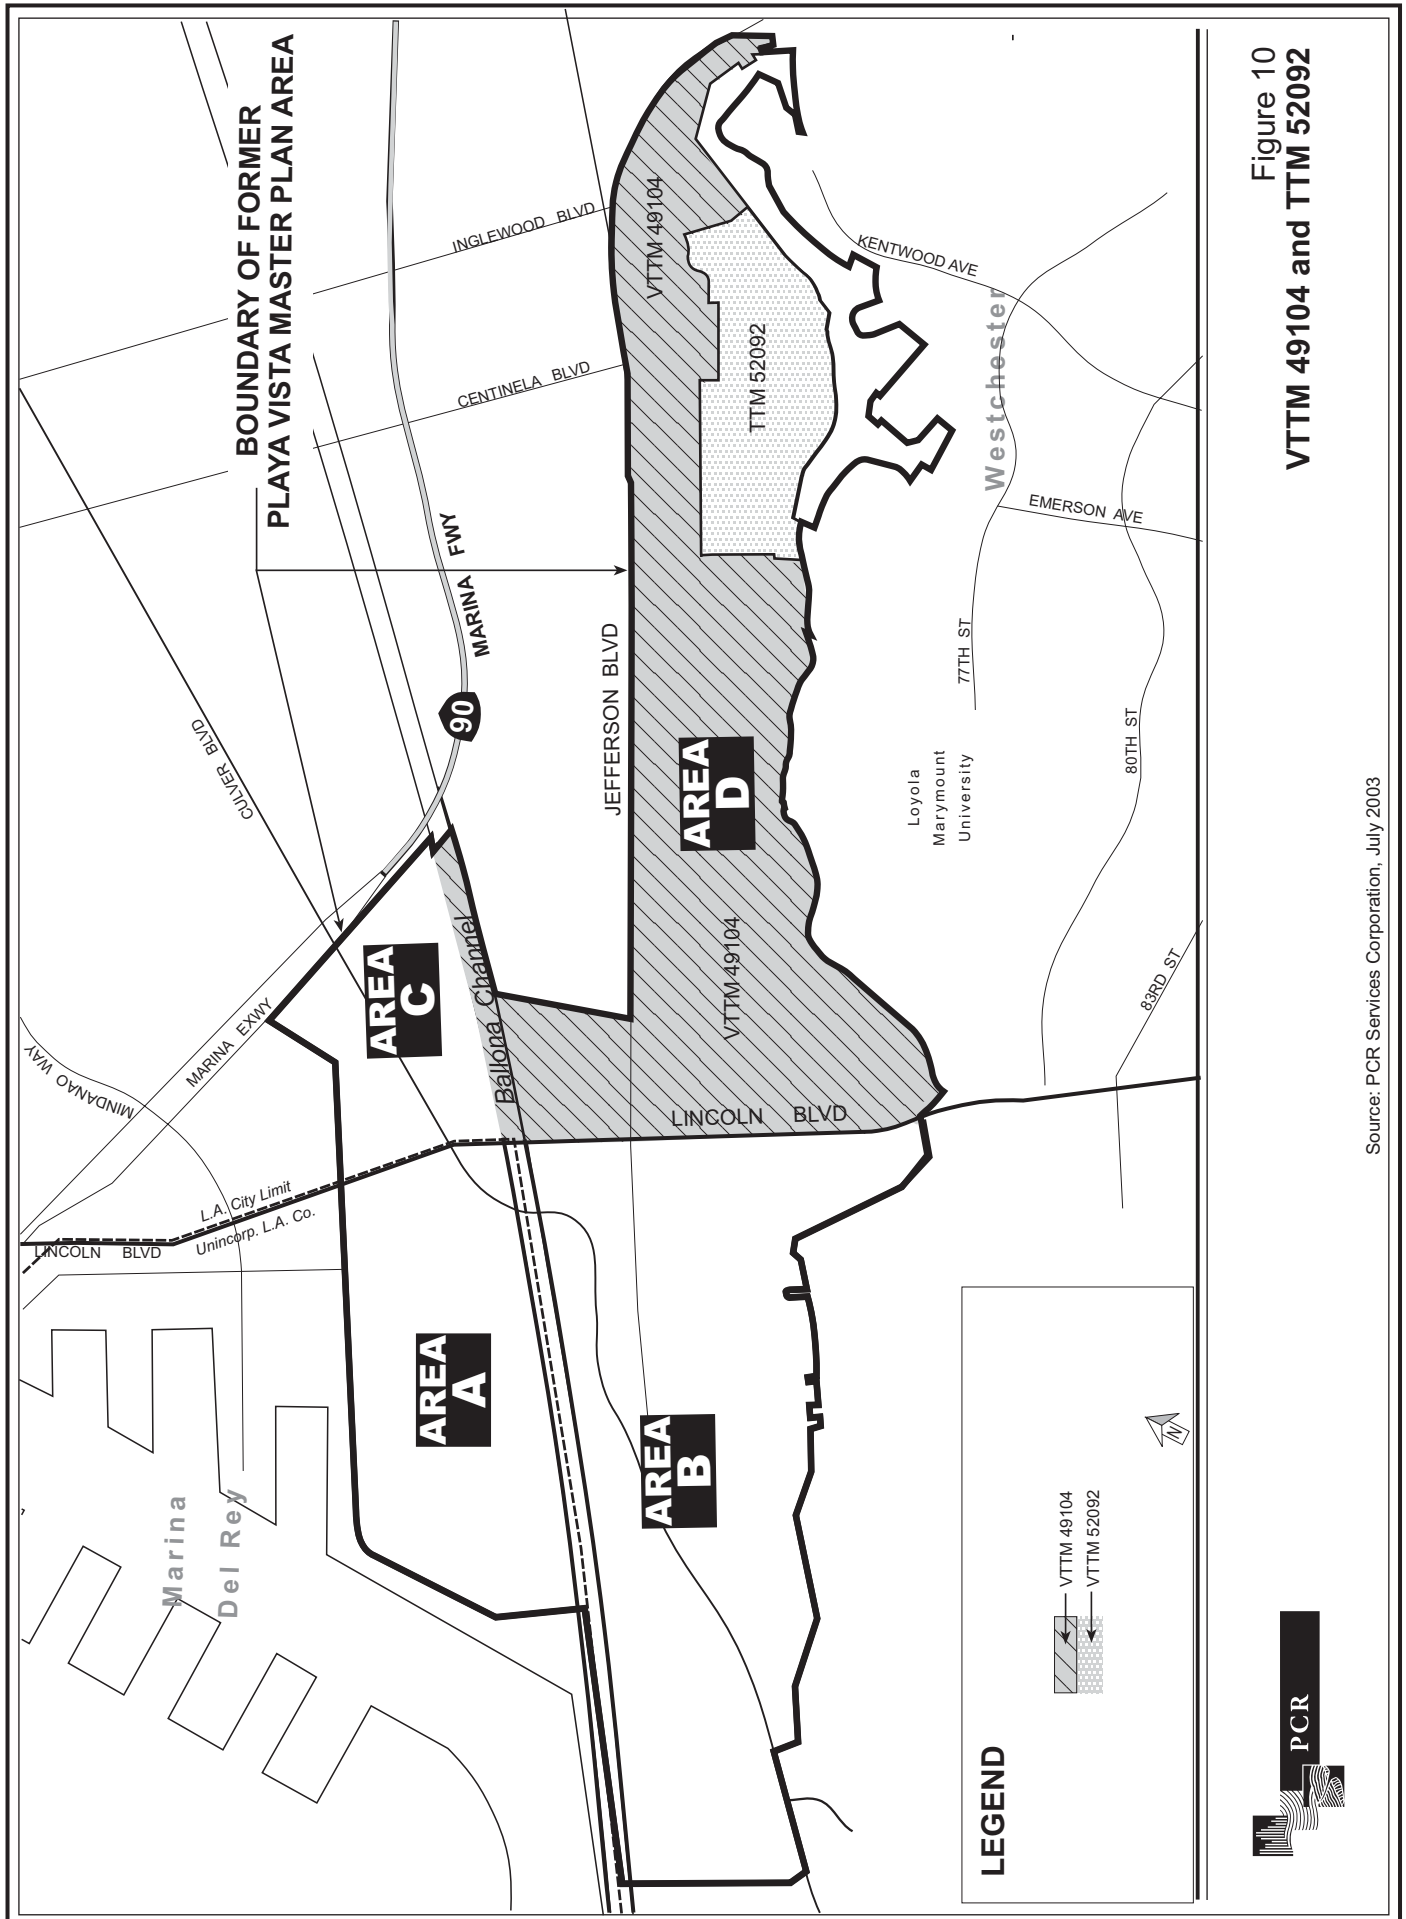 BOUNDARY OF FORMER
PLAYA VISTA MASTER PLAN AREA
INGLEWOOD BLVD
CENTINELA BLVD
MARINA FWY
90
CULVER BLVD
MARINA EXWY
MINDANAO WAY
L.A. City Limit
Unincorp. L.A. Co.
LINCOLN BLVD
Marina
Del Rey
AREA
A
AREA
B
AREA
C
AREA
D
Ballona Channel
JEFFERSON BLVD
LINCOLN BLVD
VTTM 49104
VTTM 49104
TTM 52092
KENTWOOD AVE
Westchester
EMERSON AVE
77TH ST
80TH ST
83RD ST
Loyola
Marymount
University
LEGEND
VTTM 49104
VTTM 52092
N
PCR
Figure 10
VTTM 49104 and TTM 52092
Source: PCR Services Corporation, July 2003